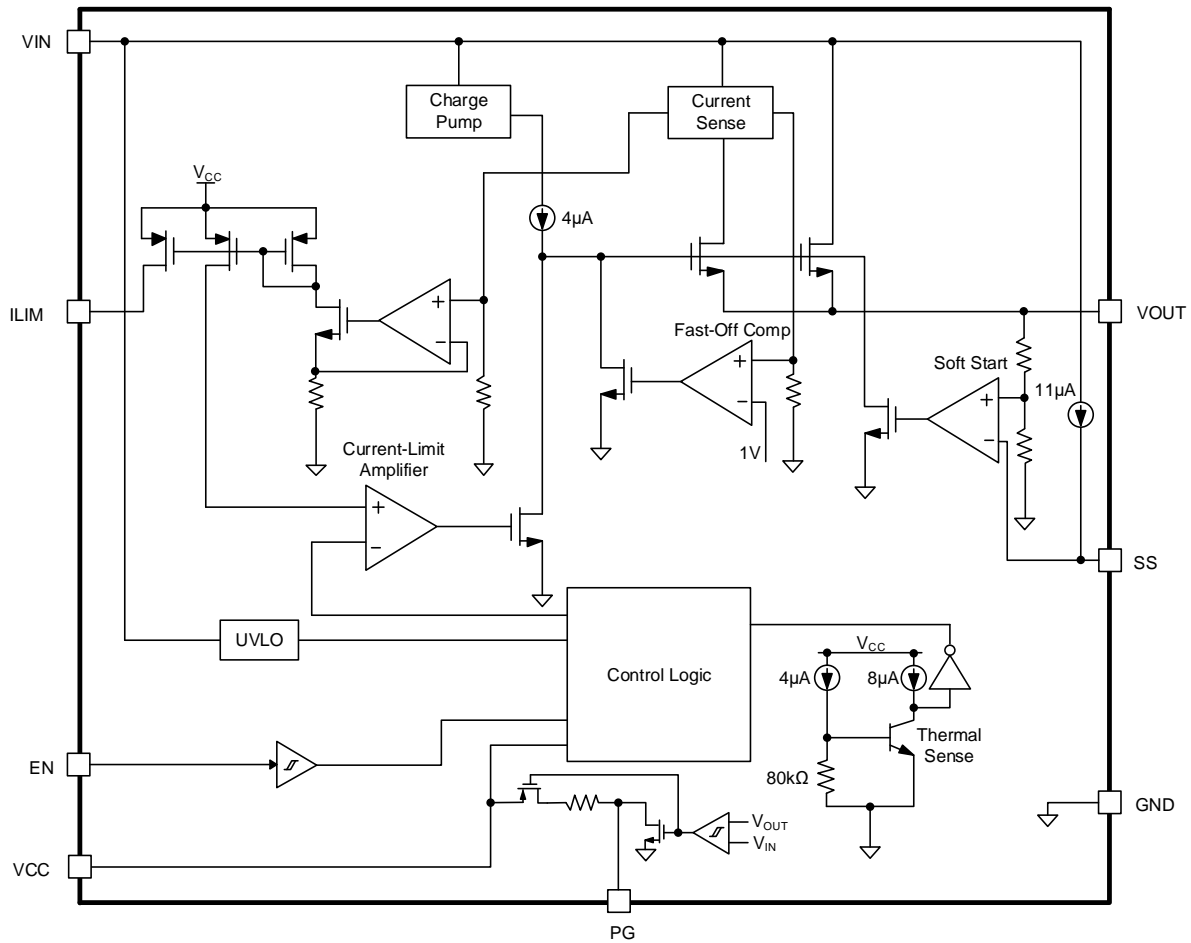 VIN
Charge
Pump
Current
Sense
VCC
4µA
ILIM
VOUT
+
−
Fast-Off Comp
+
−
1V
Soft Start
11µA
+
−
Current-Limit
Amplifier
+
−
SS
UVLO
Control Logic
VCC
4µA
8µA
Thermal
Sense
80kΩ
EN
GND
VOUT
VIN
VCC
PG